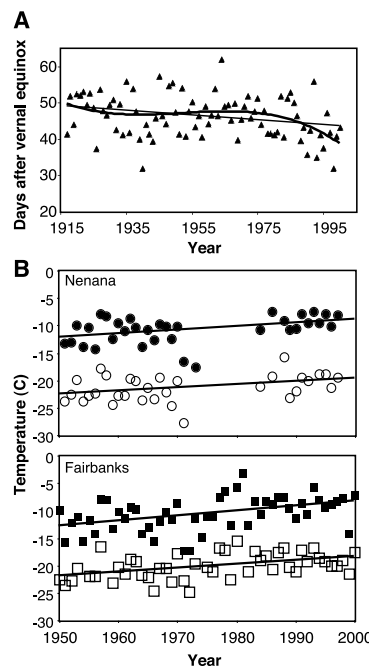 A
Days after vernal equinox
60
50
40
30
20
1915 1935 1955 1975 1995
Year
B
Temperature (C)
Nenana
0
-5
-10
-15
-20
-25
-30
Fairbanks
0
-5
-10
-15
-20
-25
-30
1950 1960 1970 1980 1990 2000
Year